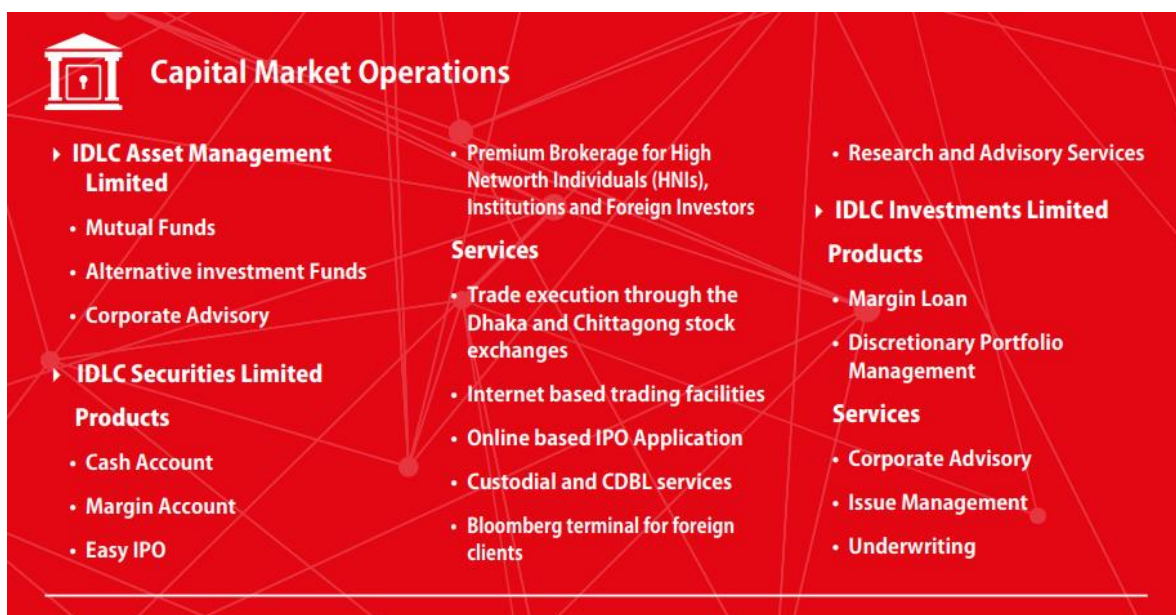 Capital Market Operations
IDLC Asset Management
Limited
• Mutual Funds
• Alternative investment Funds
• Corporate Advisory
IDLC Securities Limited
Products
• Cash Account
• Margin Account
• Easy IPO
• Premium Brokerage for High
Networth Individuals (HNIs),
Institutions and Foreign Investors
Services
• Trade execution through the
Dhaka and Chittagong stock
exchanges
• Internet based trading facilities
• Online based IPO Application
• Custodial and CDBL services
• Bloomberg terminal for foreign
clients
• Research and Advisory Services
IDLC Investments Limited
Products
• Margin Loan
• Discretionary Portfolio
Management
Services
• Corporate Advisory
• Issue Management
• Underwriting